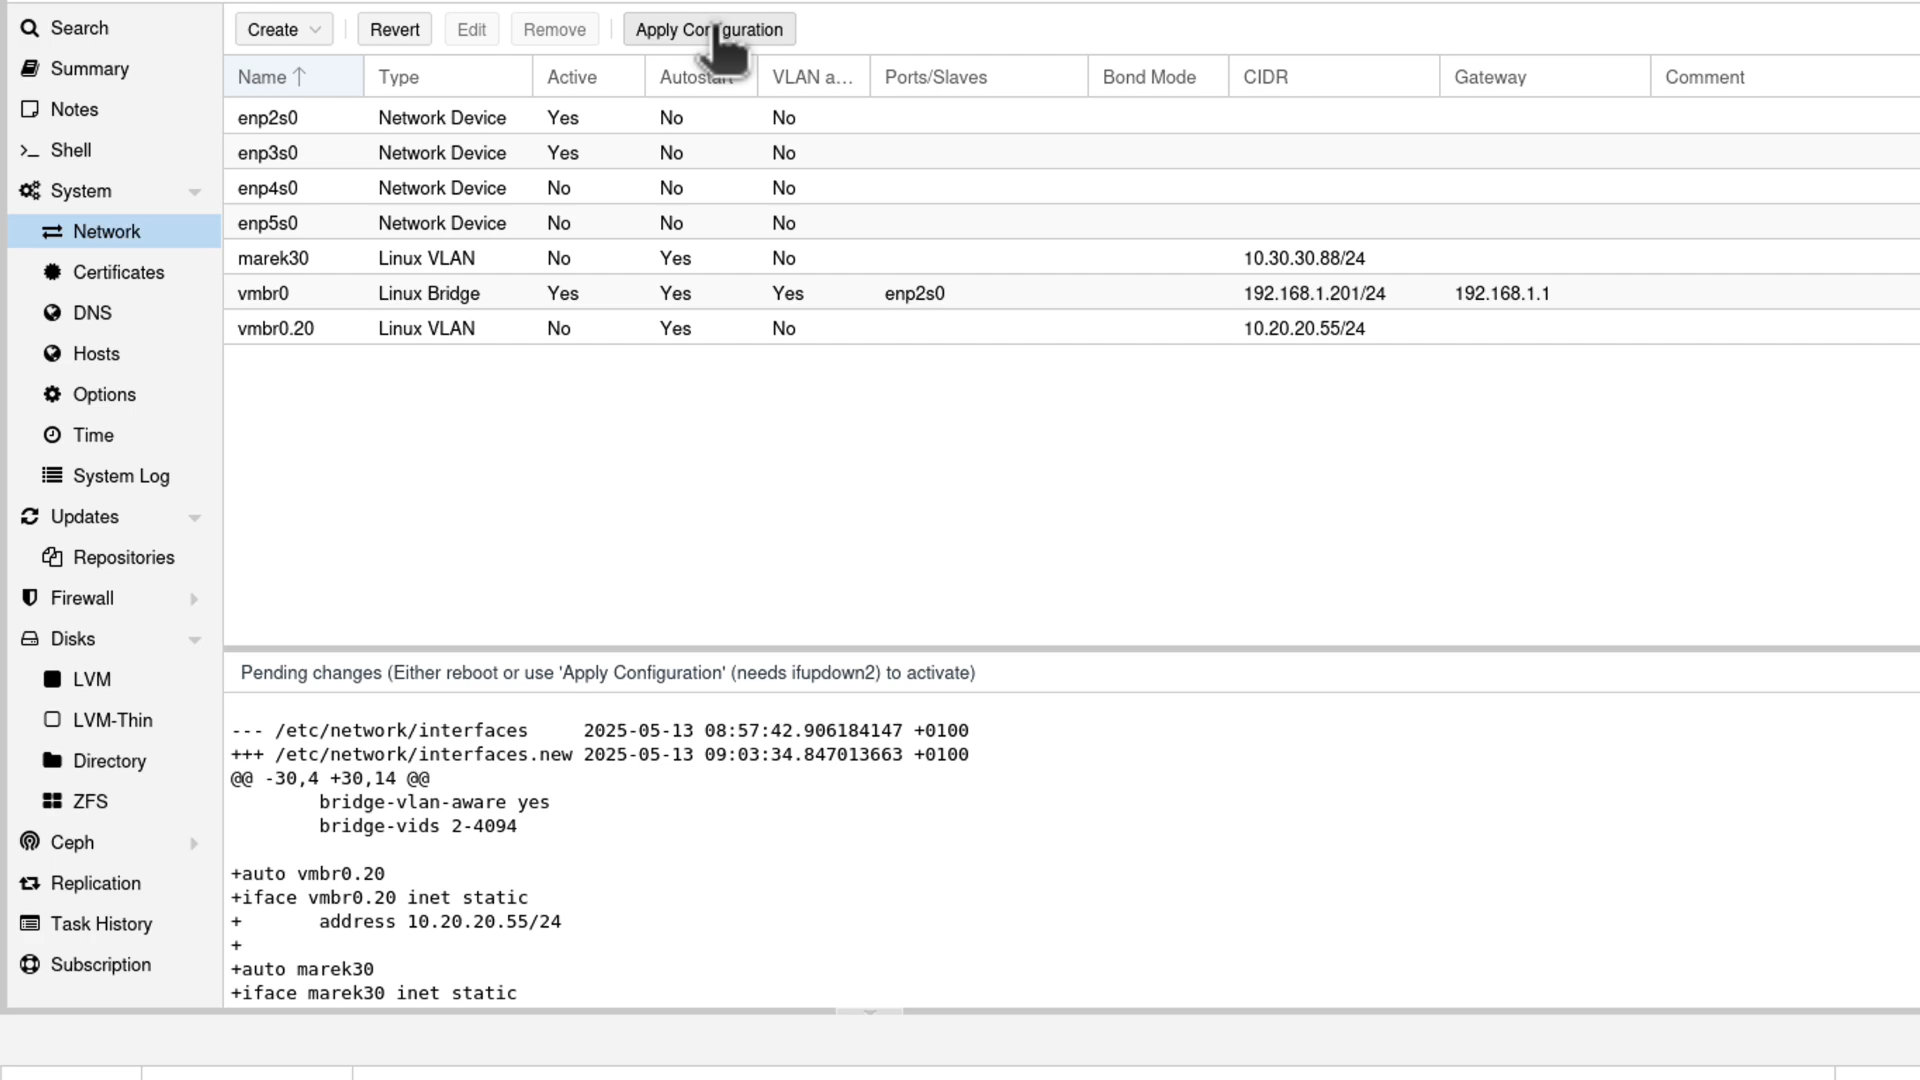 Search
Summary
Notes
Shell
System
Network
Certificates
DNS
Hosts
Options
Time
System Log
Updates
Repositories
Firewall
Disks
LVM
LVM-Thin
Directory
ZFS
Ceph
Replication
Task History
Subscription
Create Revert Edit Remove Apply Configuration
Name Type Active Autostart VLAN a... Ports/Slaves Bond Mode CIDR Gateway Comment
enp2s0 Network Device Yes No No
enp3s0 Network Device Yes No No
enp4s0 Network Device No No No
enp5s0 Network Device No No No
marek30 Linux VLAN No Yes No 10.30.30.88/24
vmbr0 Linux Bridge Yes Yes Yes enp2s0 192.168.1.201/24 192.168.1.1
vmbr0.20 Linux VLAN No Yes No 10.20.20.55/24
Pending changes (Either reboot or use 'Apply Configuration' (needs ifupdown2) to activate)
--- /etc/network/interfaces 2025-05-13 08:57:42.906184147 +0100
+++ /etc/network/interfaces.new 2025-05-13 09:03:34.847013663 +0100
@@ -30,4 +30,14 @@
bridge-vlan-aware yes
bridge-vids 2-4094
+auto vmbr0.20
+iface vmbr0.20 inet static
+ address 10.20.20.55/24
+
+auto marek30
+iface marek30 inet static